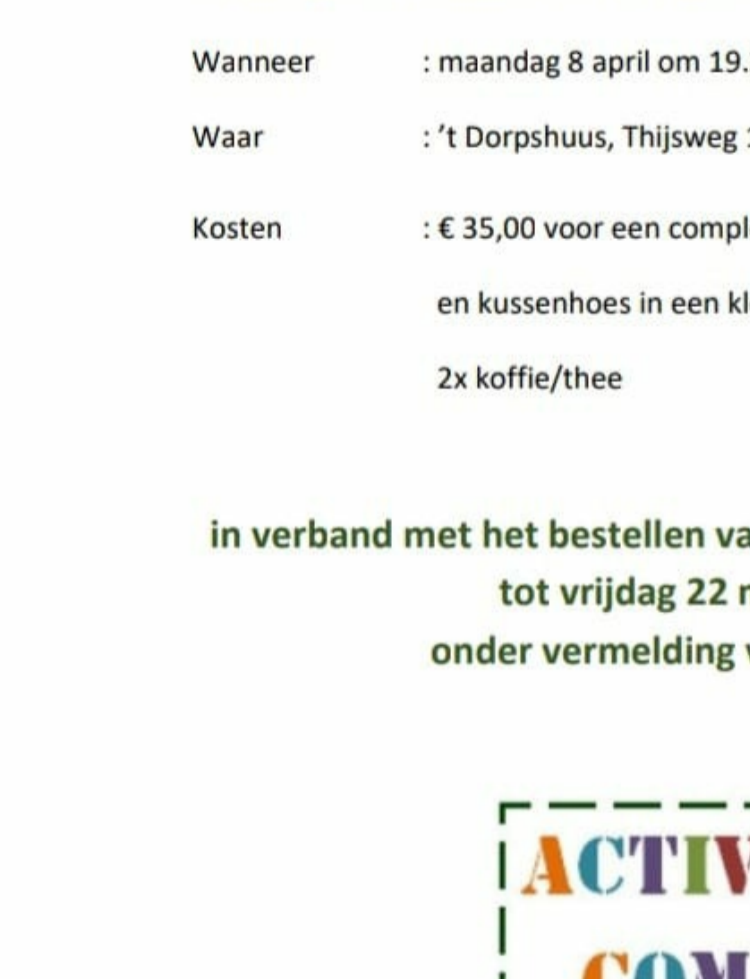 Wanneer : maandag 8 april om 19.
Waar : ’t Dorpshuus, Thijsweg
Kosten : € 35,00 voor een compl
en kussenhoes in een kl
2x koffie/thee
in verband met het bestellen va
tot vrijdag 22
onder vermelding
ACTIV
COM